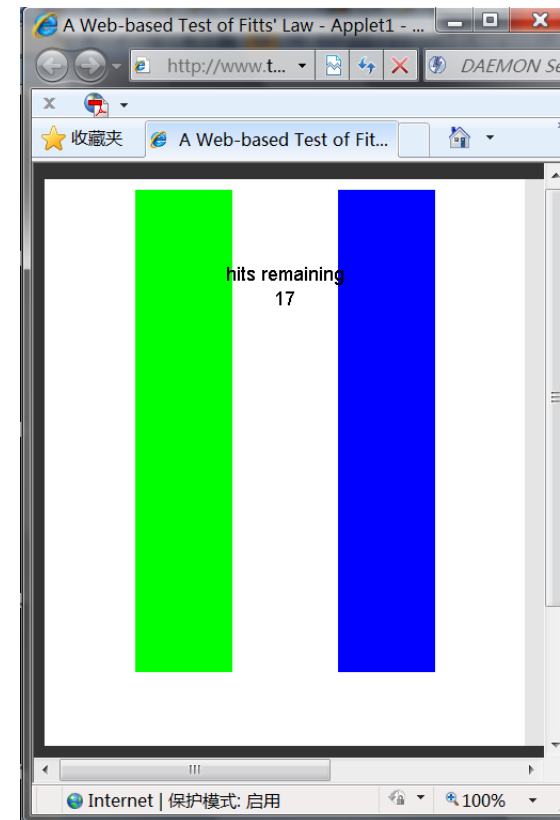 A Web-based Test of Fitts' Law - Applet1 - ...
http://www.t...
DAEMON Se
x
收藏夹
A Web-based Test of Fit...
hits remaining
17
Internet | 保护模式: 启用
100%